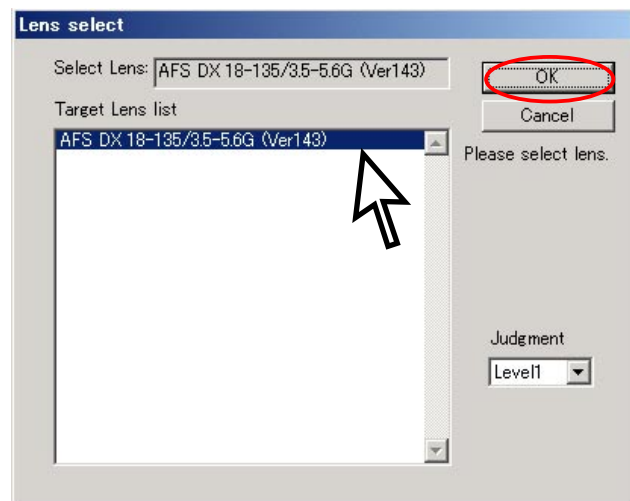 Lens select
Select Lens: AFS DX 18-135/3.5-5.6G (Ver143)
OK
Target Lens list
Cancel
AFS DX 18-135/3.5-5.6G (Ver143)
Please select lens.
Judgment
Level1